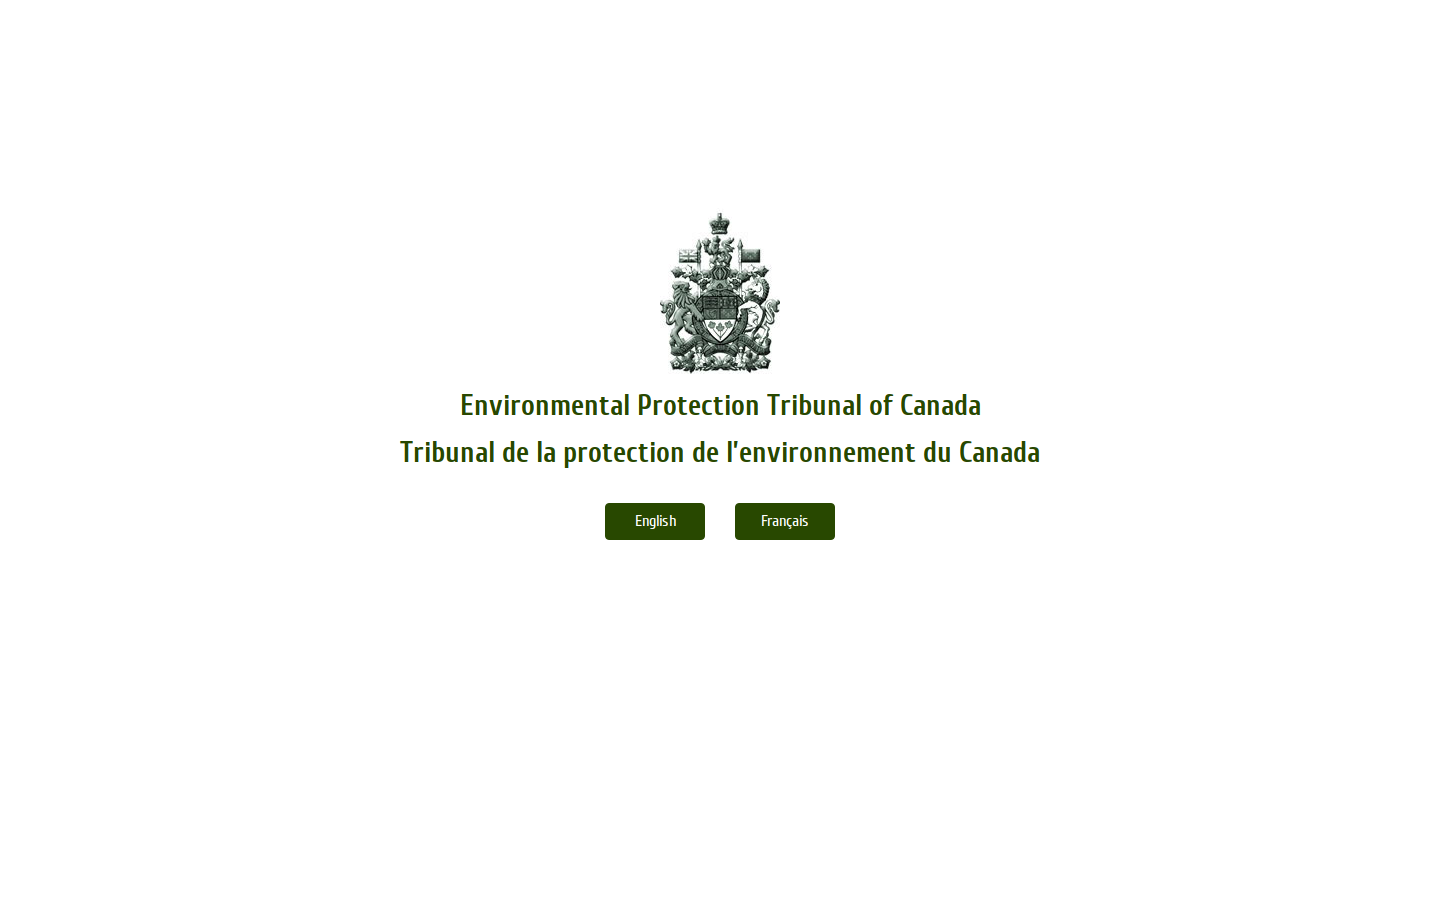 Environmental Protection Tribunal of Canada
Tribunal de la protection de l'environnement du Canada
English
Français